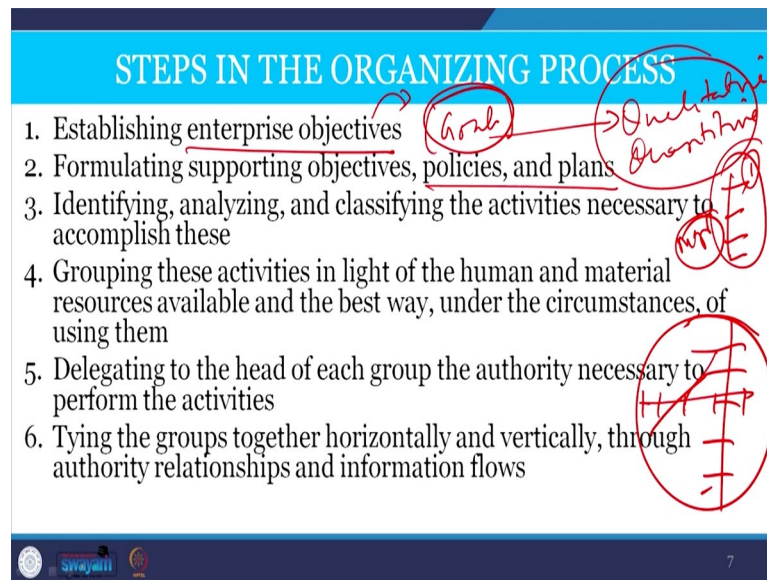 STEPS IN THE ORGANIZING PROCESS
1. Establishing enterprise objectives
Goals
Qualitative
Quantitative
2. Formulating supporting objectives, policies, and plans
3. Identifying, analyzing, and classifying the activities necessary to
accomplish these
4. Grouping these activities in light of the human and material
resources available and the best way, under the circumstances, of
using them
5. Delegating to the head of each group the authority necessary to
perform the activities
6. Tying the groups together horizontally and vertically, through
authority relationships and information flows
swayam
7